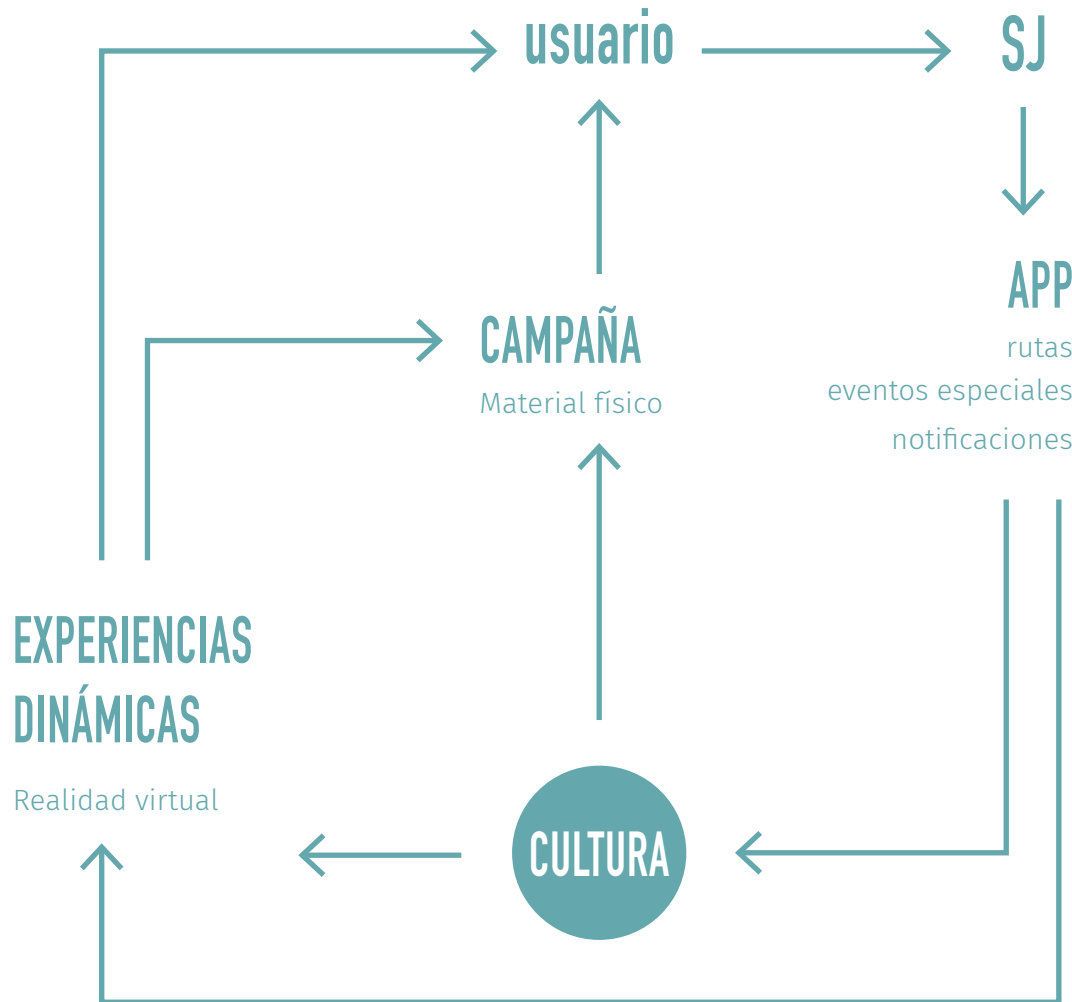 usuario
SJ
APP
rutas
eventos especiales
notificaciones
CAMPAÑA
Material físico
EXPERIENCIAS
DINÁMICAS
Realidad virtual
CULTURA